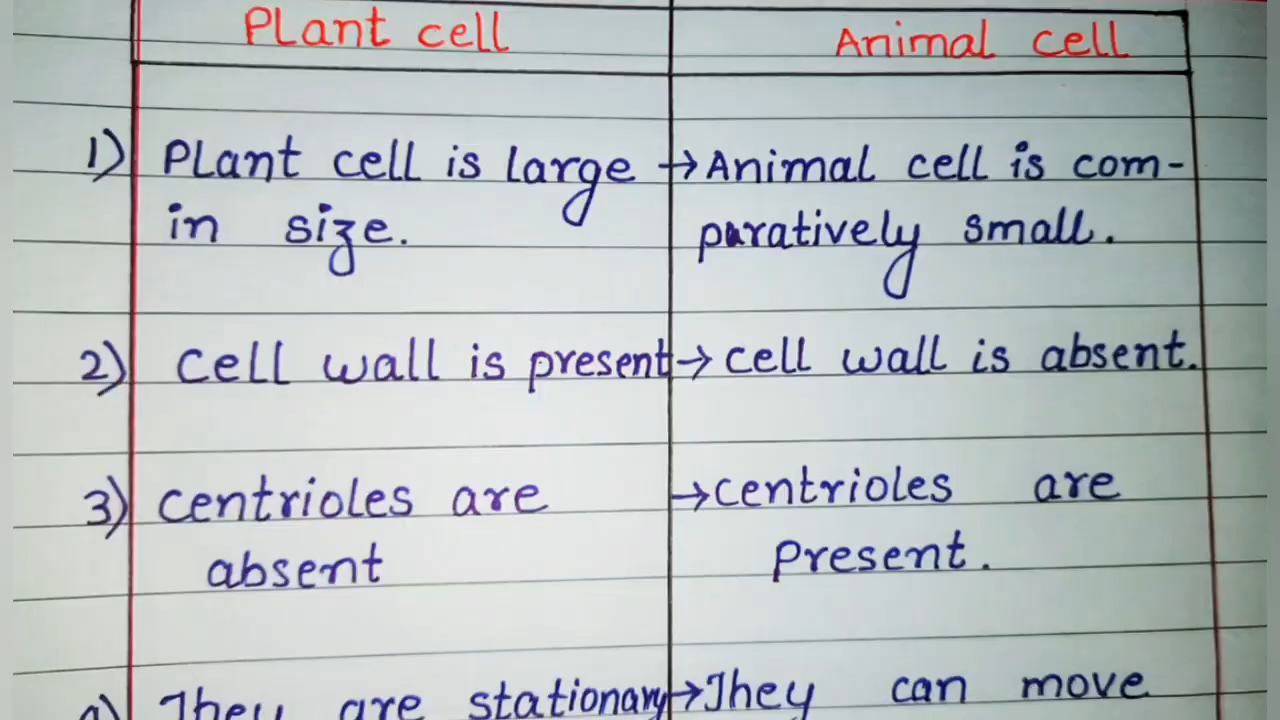 Plant cell
Animal cell
1) Plant cell is large
in size.
→ Animal cell is com-
paratively small.
2) Cell wall is present
→ cell wall is absent.
3) Centrioles are
absent
→ centrioles are
Present.
They are stationary
→ They can move